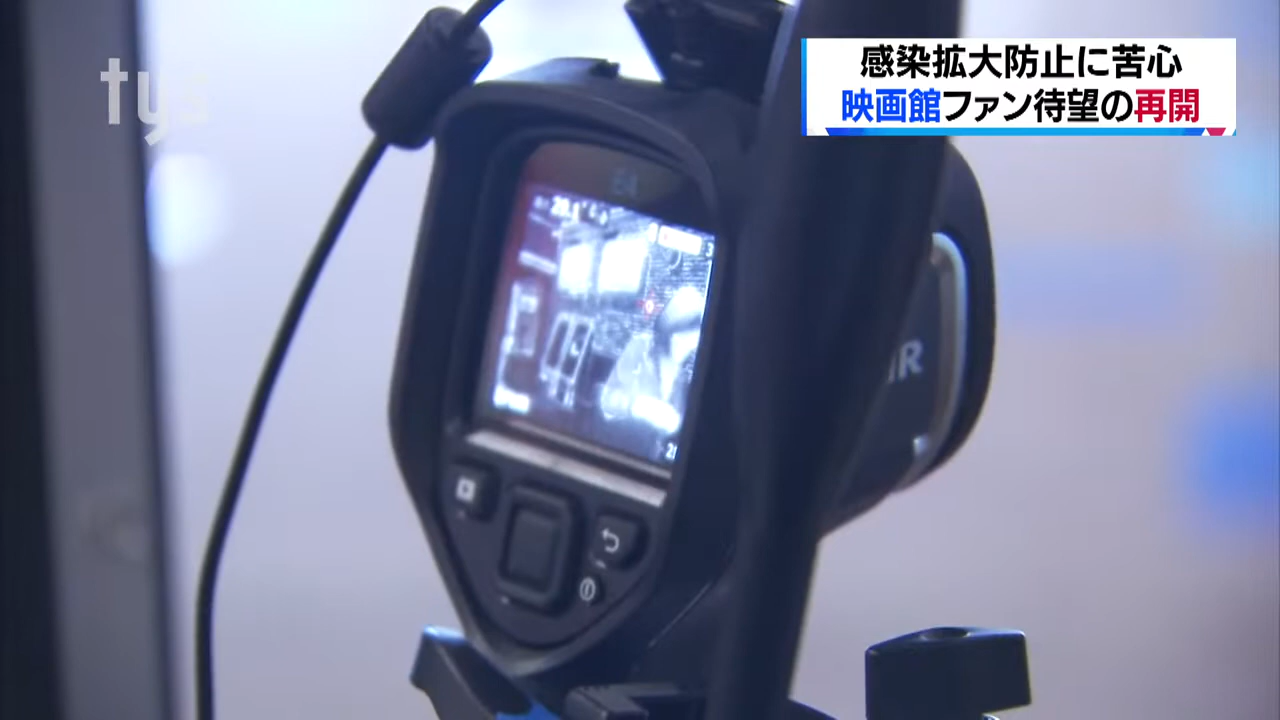 tys
感染拡大防止に苦心
映画館ファン待望の再開